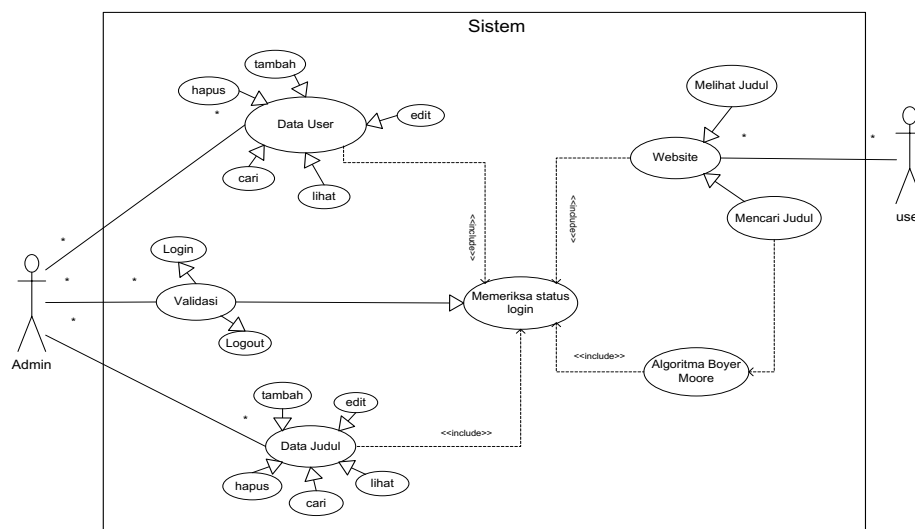 Sistem
tambah
hapus
Data User
edit
cari
lihat
*
*
<<include>>
Melihat Judul
Website
*
*
Mencari Judul
use
<<include>>
Login
Validasi
Logout
*
*
*
Admin
Memeriksa status
login
<<include>>
Algoritma Boyer
Moore
tambah
edit
*
Data Judul
<<include>>
hapus
cari
lihat